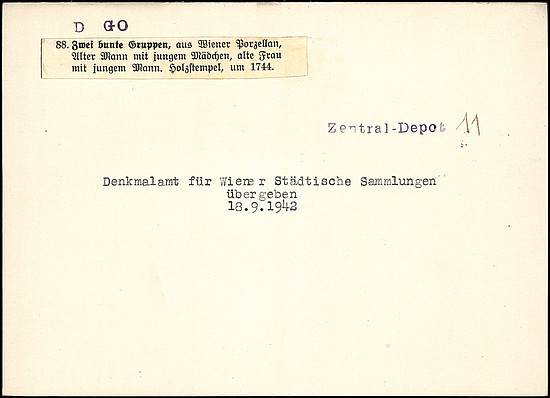 D GO
88. Zwei bunte Gruppen, aus Wiener Porzellan,
Alter Mann mit jungem Mädchen, alte Frau
mit jungem Mann. Holzstempel, um 1744.
Zentral-Depot 11
Denkmalamt für Wiener Städtische Sammlungen
übergeben
18.9.1942